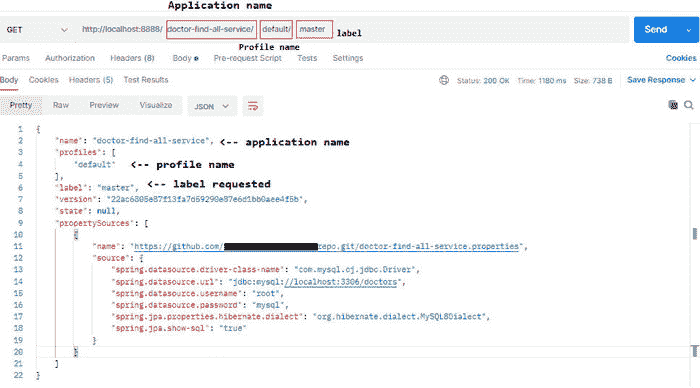 Application name
GET http://localhost:8888/ doctor-find-all-service/ default/ master label Send
Profile name
Params Authorization Headers (8) Body Pre-request Script Tests Settings Cookies
Body Cookies Headers (5) Test Results Status: 200 OK Time: 1180 ms Size: 738 B Save Response
Pretty Raw Preview Visualize JSON
1 {
2 "name": "doctor-find-all-service", <-- application name
3 "profiles": [
4 "default" <-- profile name
5 ],
6 "label": "master", <-- label requested
7 "version":
8 "state": null,
9 "propertySources": [
10 {
11 "name": "https://github.com/ repo.git/doctor-find-all-service.properties",
12 "source": {
13 "spring.datasource.driver-class-name": "com.mysql.cj.jdbc.Driver",
14 "spring.datasource.url": "jdbc:mysql://localhost:3306/doctors",
15 "spring.datasource.username": "root",
16 "spring.datasource.password": "mysql",
17 "spring.jpa.properties.hibernate.dialect": "org.hibernate.dialect.MySQL8Dialect",
18 "spring.jpa.show-sql": "true"
19 }
20 }
21 ]
22 }